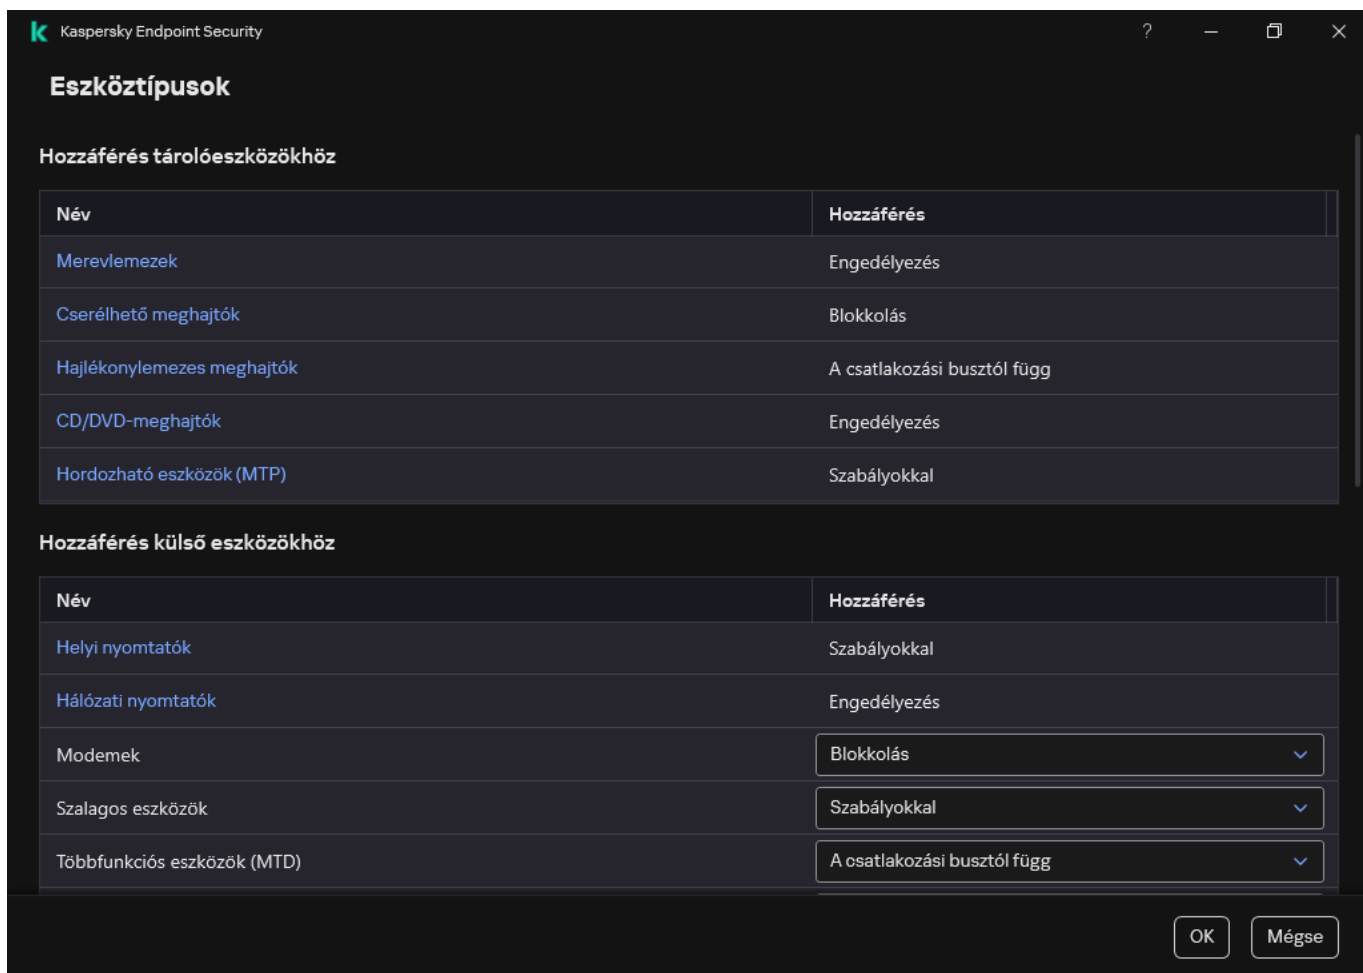 Kaspersky Endpoint Security
Eszköztípusok
Hozzáférés tárolóeszközökhöz
Név Hozzáférés
Merevlemezek Engedélyezés
Cserélhető meghajtók Blokkolás
Hajlékonylemezes meghajtók A csatlakozási busztól függ
CD/DVD-meghajtók Engedélyezés
Hordozható eszközök (MTP) Szabályokkal
Hozzáférés külső eszközökhöz
Név Hozzáférés
Helyi nyomtatók Szabályokkal
Hálózati nyomtatók Engedélyezés
Modemek Blokkolás
Szalagos eszközök Szabályokkal
Többfunkciós eszközök (MTD) A csatlakozási busztól függ
OK Mégse